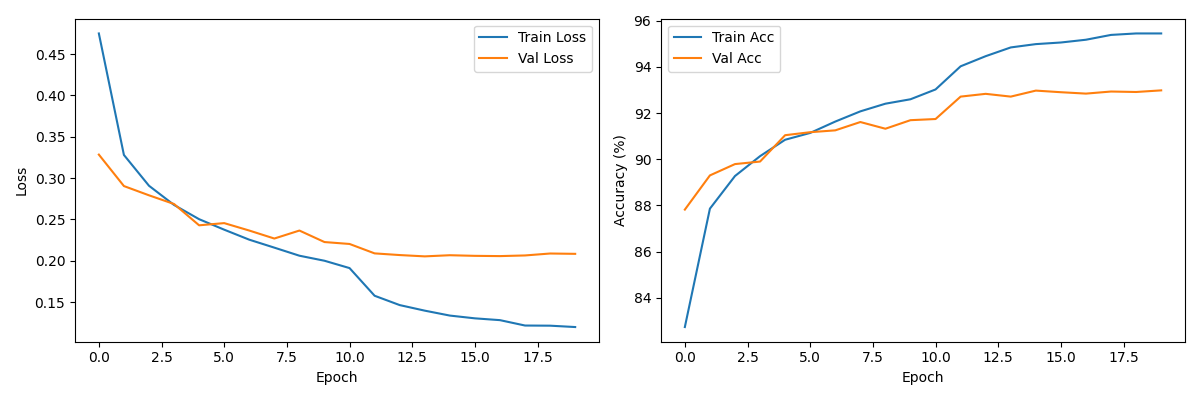 Train Loss
Val Loss
0.45
0.40
0.35
0.30
0.25
0.20
0.15
Loss
0.0 2.5 5.0 7.5 10.0 12.5 15.0 17.5
Epoch
Train Acc
Val Acc
96
94
92
90
88
86
84
Accuracy (%)
0.0 2.5 5.0 7.5 10.0 12.5 15.0 17.5
Epoch